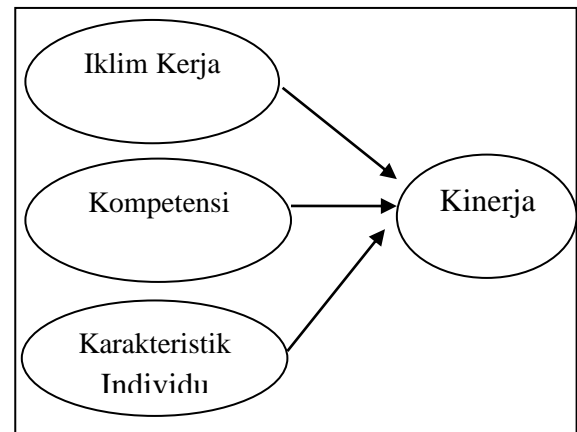 Iklim Kerja
Kompetensi
Kinerja
Karakteristik
Individu